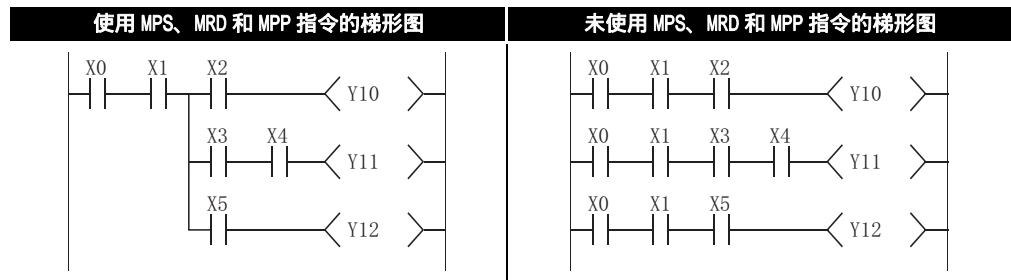 使用 MPS、MRD 和 MPP 指令的梯形图
X0 X1 X2
Y10
X3 X4
Y11
X5
Y12
未使用 MPS、MRD 和 MPP 指令的梯形图
X0 X1 X2
Y10
X0 X1 X3 X4
Y11
X0 X1 X5
Y12